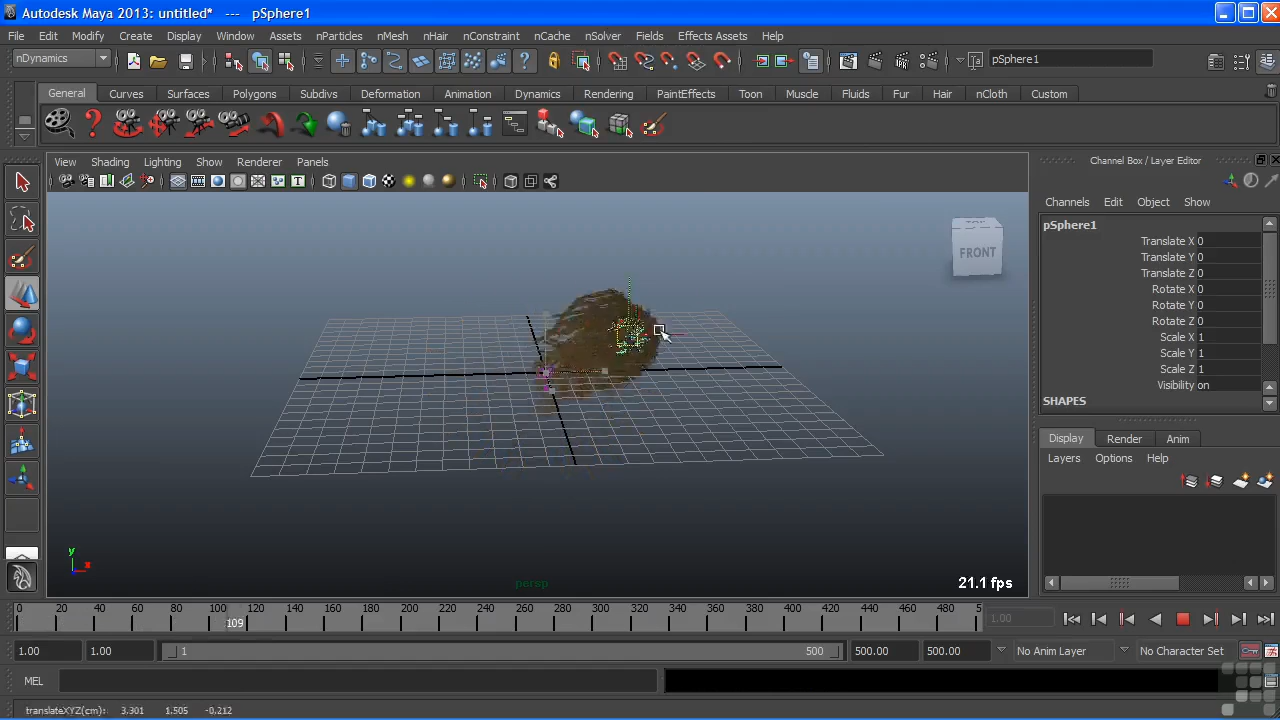 Autodesk Maya 2013: untitled* --- pSphere1
File Edit Modify Create Display Window Assets nParticles nMesh nHair nConstraint nCache nSolver Fields Effects Assets Help
nDynamics
pSphere1
General Curves Surfaces Polygons Subdivs Deformation Animation Dynamics Rendering PaintEffects Toon Muscle Fluids Fur Hair nCloth Custom
View Shading Lighting Show Renderer Panels
Channel Box / Layer Editor
Channels Edit Object Show
pSphere1
Translate X 0
Translate Y 0
Translate Z 0
Rotate X 0
Rotate Y 0
Rotate Z 0
Scale X 1
Scale Y 1
Scale Z 1
Visibility on
SHAPES
FRONT
Display Render Anim
Layers Options Help
y
x
persp
21.1 fps
0 20 40 60 80 100 120 140 160 180 200 220 240 260 280 300 320 340 360 380 400 420 440 460 480 5
109
1.00
1.00 1.00 1 500 500.00 500.00 No Anim Layer No Character Set
MEL
translateXYZ(cm): 3.301 1.505 -0.212